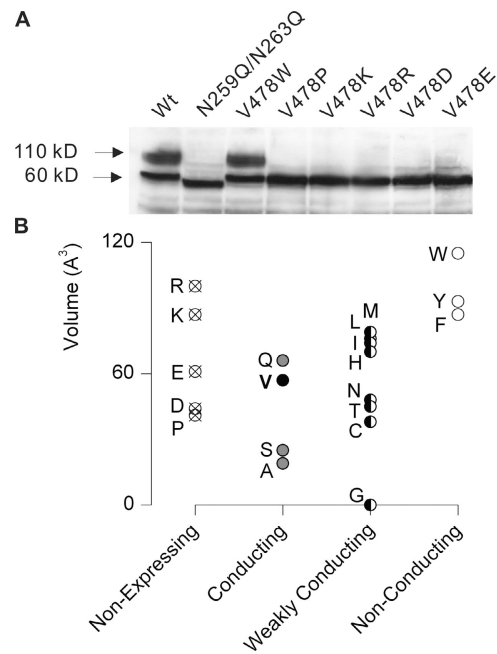 A
Wt N259Q/N263Q V478W V478P V478K V478R V478D V478E
110 kD
60 kD
B
Volume (A³)
120
60
0
R
K
E
D
P
Q
V
S
A
M
L
I
H
N
T
C
G
W
Y
F
Non-Expressing
Conducting
Weakly Conducting
Non-Conducting